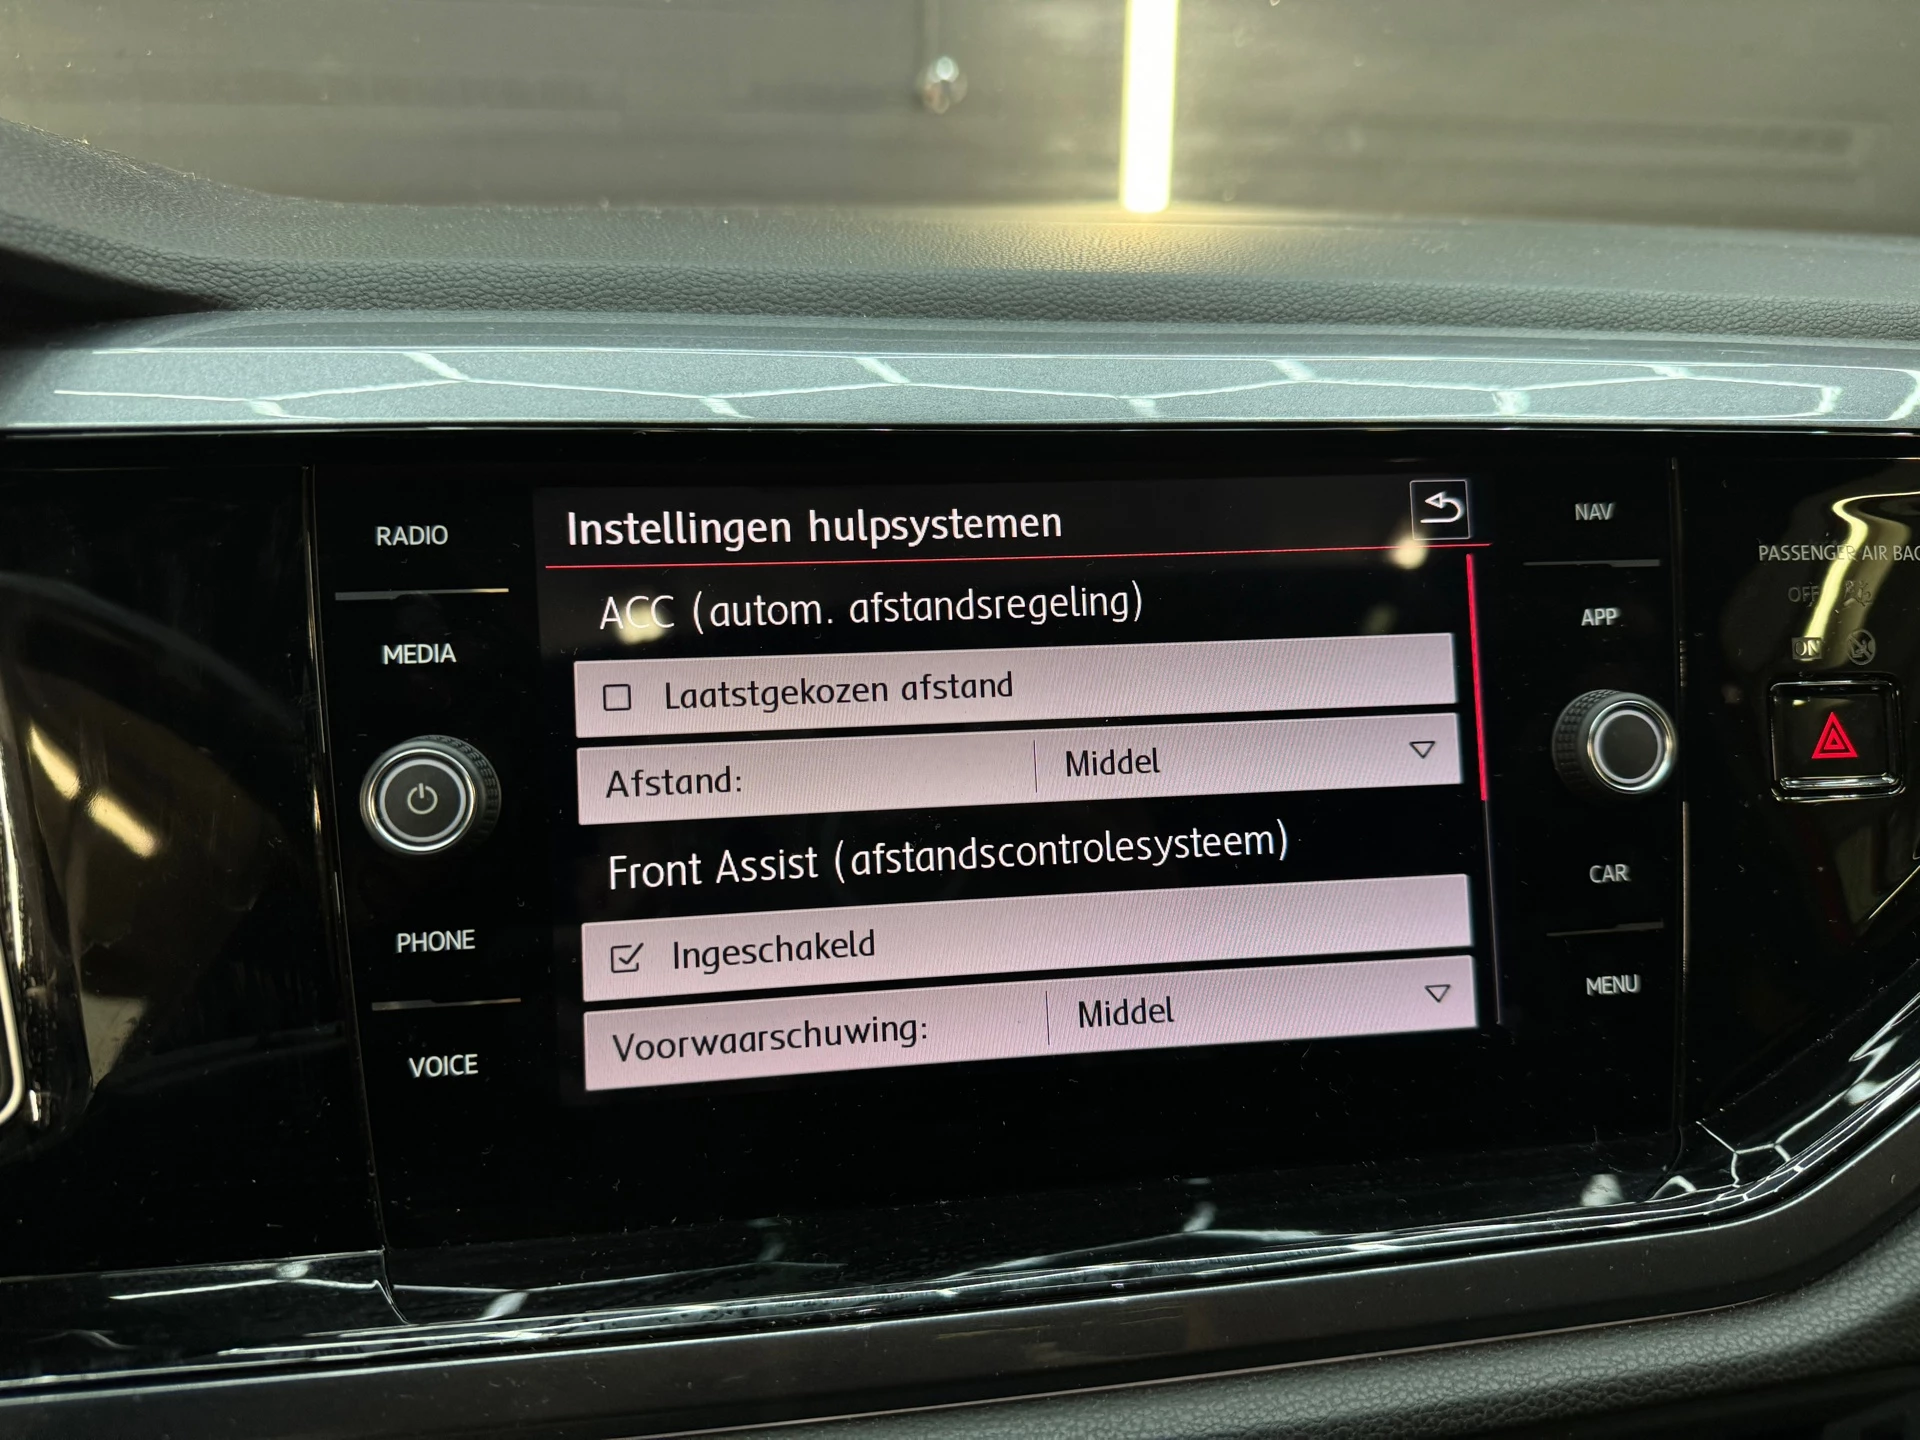 RADIO
MEDIA
PHONE
VOICE
Instellingen hulpsystemen
ACC (autom. afstandsregeling)
Laatstgekozen afstand
Afstand: Middel
Front Assist (afstandscontrolesysteem)
Ingeschakeld
Voorwaarschuwing: Middel
NAV
APP
CAR
MENU
PASSENGER AIR BAG
OFF
ON